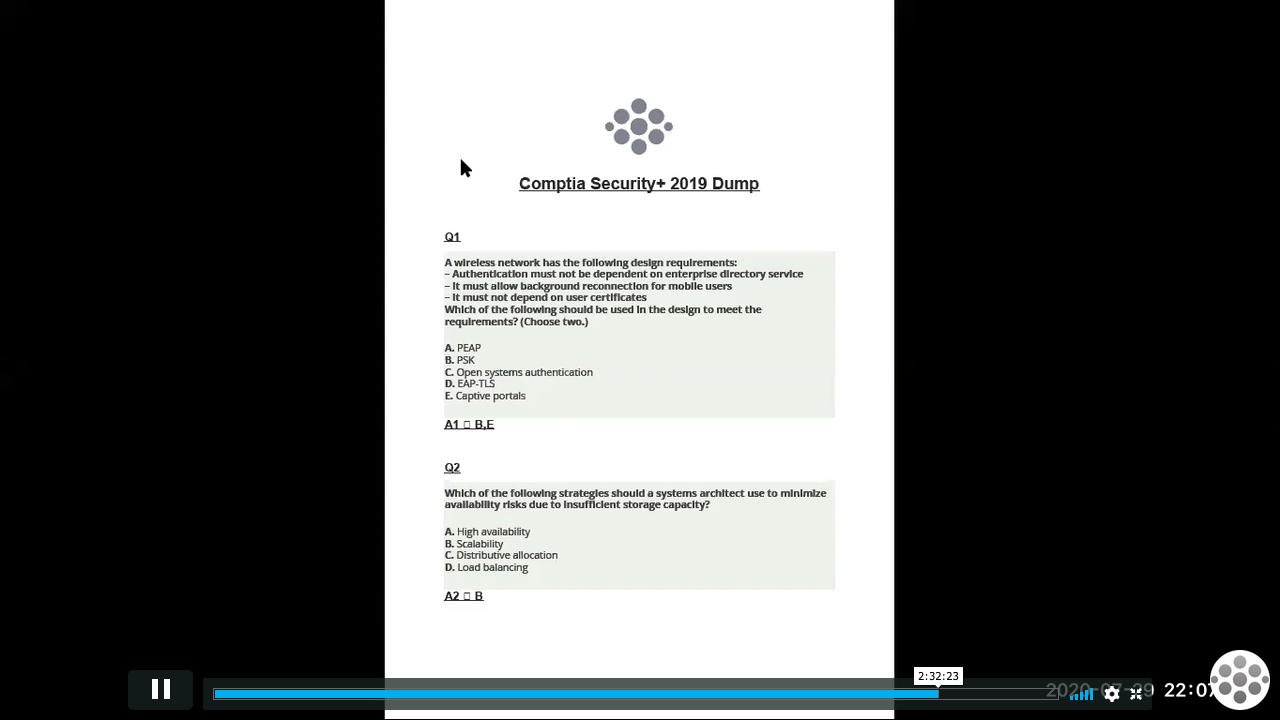 Comptia Security+ 2019 Dump
Q1
A wireless network has the following design requirements:
– Authentication must not be dependent on enterprise directory service
– It must allow background reconnection for mobile users
– It must not depend on user certificates
Which of the following should be used in the design to meet the
requirements? (Choose two.)
A. PEAP
B. PSK
C. Open systems authentication
D. EAP-TLS
E. Captive portals
A1 □ B,E
Q2
Which of the following strategies should a systems architect use to minimize
availability risks due to insufficient storage capacity?
A. High availability
B. Scalability
C. Distributive allocation
D. Load balancing
A2 □ B
2:32:23
2020-07-29 22:07